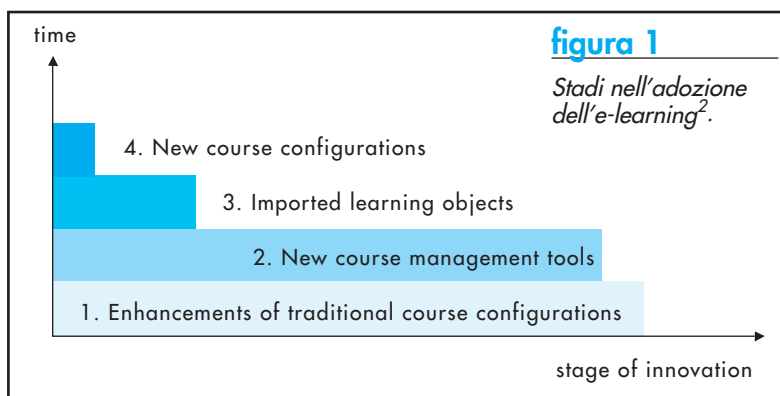 time
figura 1
Stadi nell'adozione
dell'e-learning².
4. New course configurations
3. Imported learning objects
2. New course management tools
1. Enhancements of traditional course configurations
stage of innovation